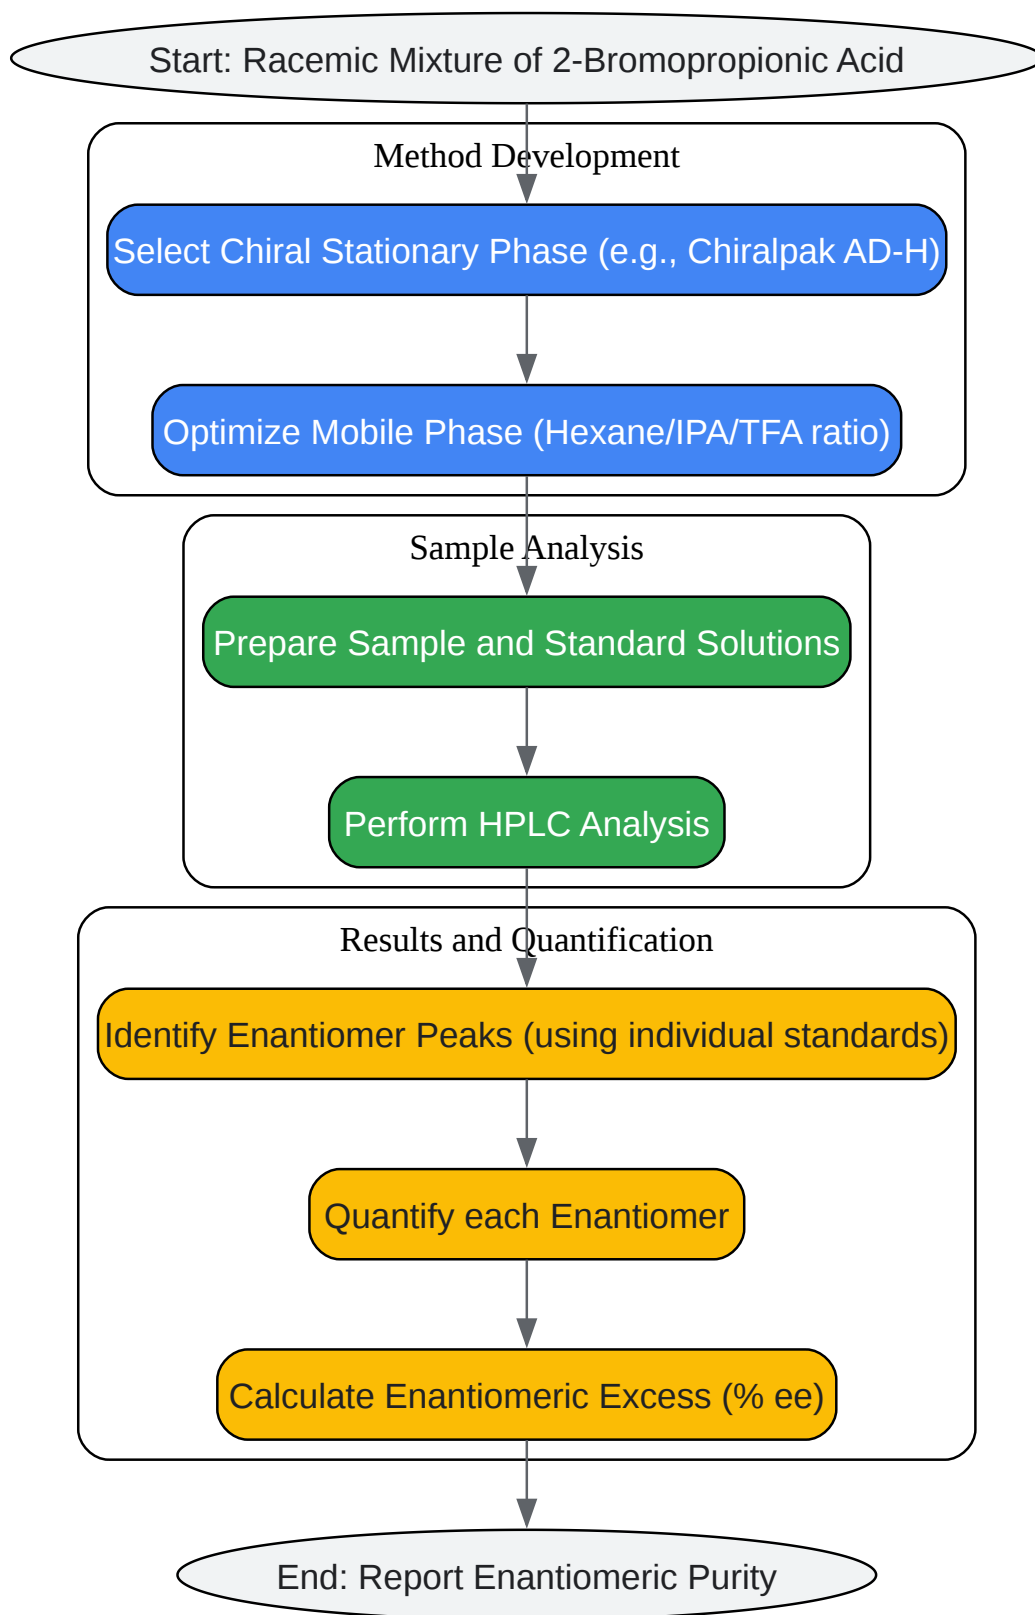 Start: Racemic Mixture of 2-Bromopropionic Acid
Method Development
Select Chiral Stationary Phase (e.g., Chiralpak AD-H)
Optimize Mobile Phase (Hexane/IPA/TFA ratio)
Sample Analysis
Prepare Sample and Standard Solutions
Perform HPLC Analysis
Results and Quantification
Identify Enantiomer Peaks (using individual standards)
Quantify each Enantiomer
Calculate Enantiomeric Excess (% ee)
End: Report Enantiomeric Purity